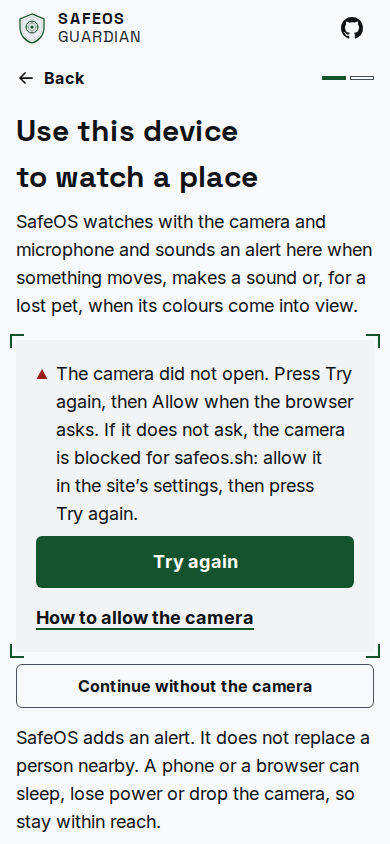 SAFEOS
GUARDIAN
Back
Use this device
to watch a place
SafeOS watches with the camera and
microphone and sounds an alert here when
something moves, makes a sound or, for a
lost pet, when its colours come into view.
The camera did not open. Press Try
again, then Allow when the browser
asks. If it does not ask, the camera
is blocked for safeos.sh: allow it
in the site’s settings, then press
Try again.
Try again
How to allow the camera
Continue without the camera
SafeOS adds an alert. It does not replace a
person nearby. A phone or a browser can
sleep, lose power or drop the camera, so
stay within reach.